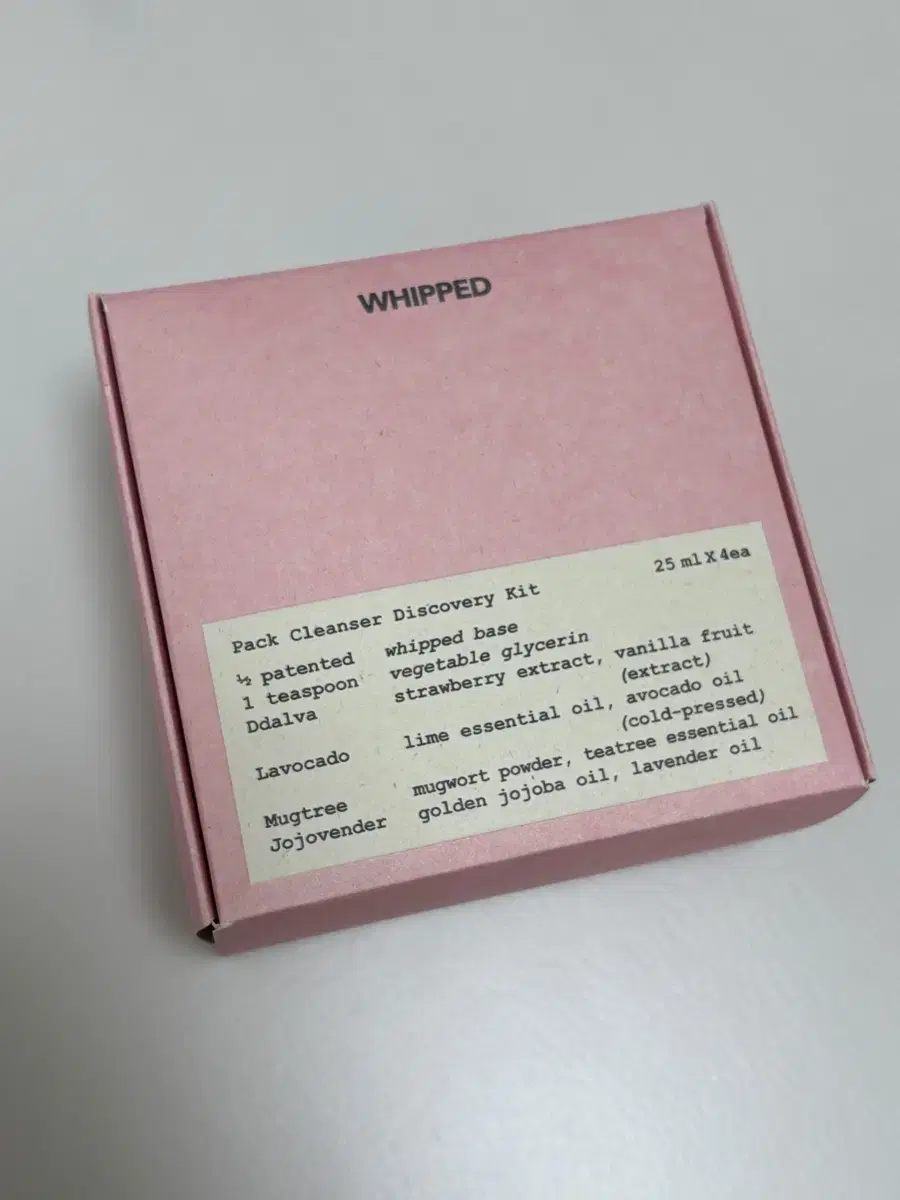 WHIPPED
25 ml X 4ea
Pack Cleanser Discovery Kit
½ patented whipped base
1 teaspoon vegetable glycerin
Ddalva strawberry extract, vanilla fruit
(extract)
Lavocado lime essential oil, avocado oil
(cold-pressed)
Mugtree mugwort powder, teatree essential oil
Jojovender golden jojoba oil, lavender oil